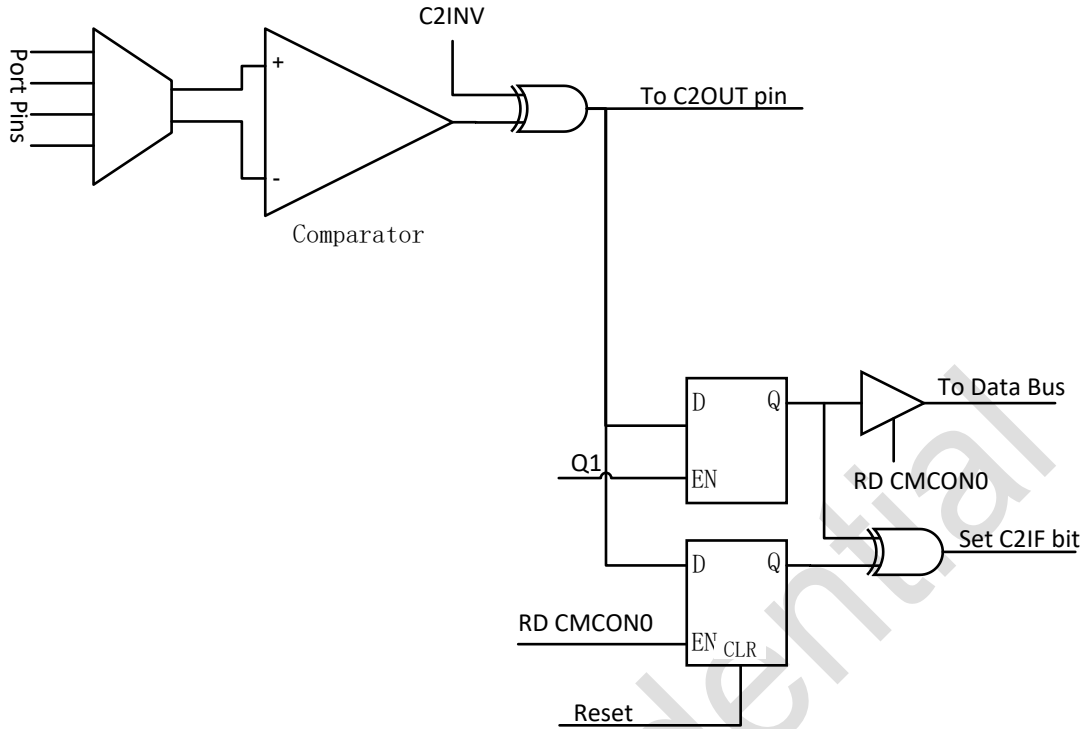 C2INV
Port Pins
+
-
To C2OUT pin
Comparator
D Q
To Data Bus
Q1
EN
RD CMCON0
Set C2IF bit
D Q
RD CMCON0
EN CLR
Reset